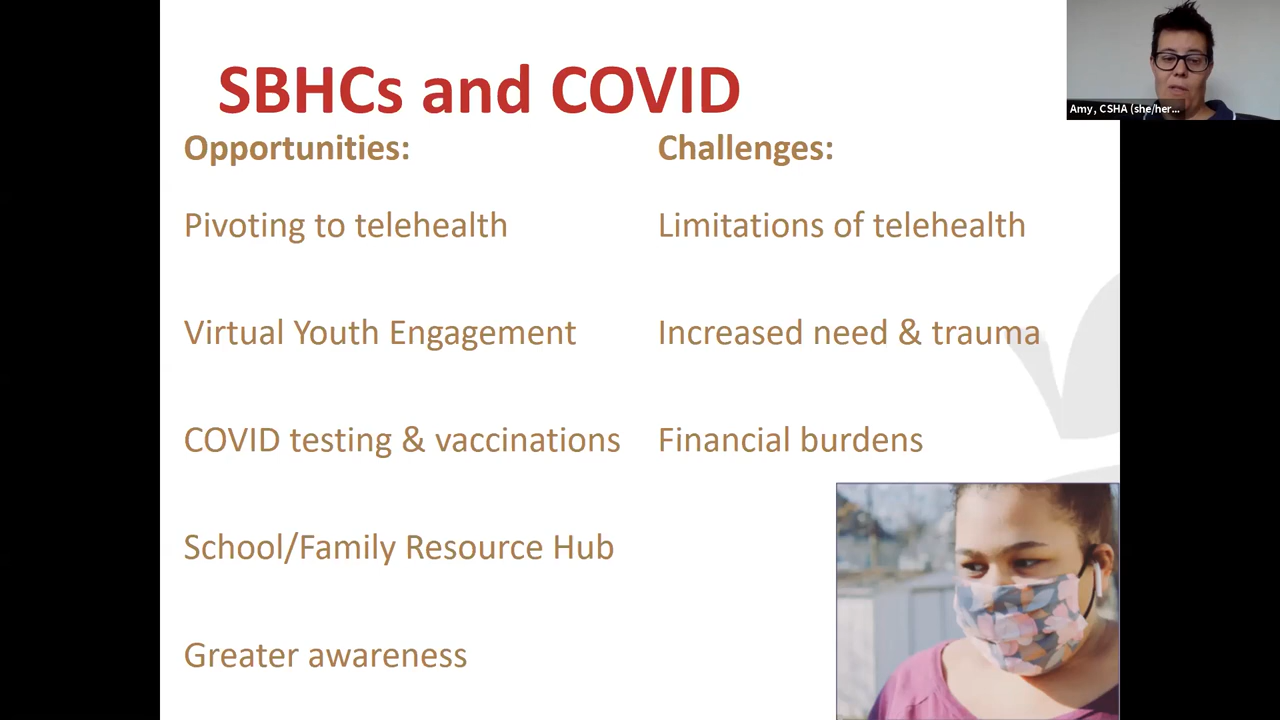 SBHCs and COVID
Opportunities:
Pivoting to telehealth
Virtual Youth Engagement
COVID testing & vaccinations
School/Family Resource Hub
Greater awareness
Challenges:
Limitations of telehealth
Increased need & trauma
Financial burdens
Amy, CSHA (she/her...